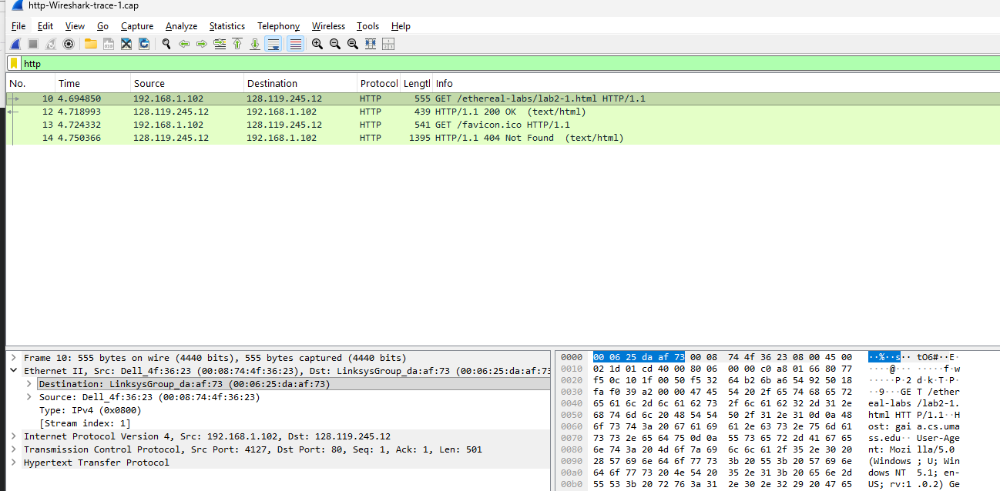 http-Wireshark-trace-1.cap
File Edit View Go Capture Analyze Statistics Telephony Wireless Tools Help
http
No. Time Source Destination Protocol Lengtl Info
10 4.694850 192.168.1.102 128.119.245.12 HTTP 555 GET /ethereal-labs/lab2-1.html HTTP/1.1
12 4.718993 128.119.245.12 192.168.1.102 HTTP 439 HTTP/1.1 200 OK (text/html)
13 4.724332 192.168.1.102 128.119.245.12 HTTP 541 GET /favicon.ico HTTP/1.1
14 4.750366 128.119.245.12 192.168.1.102 HTTP 1395 HTTP/1.1 404 Not Found (text/html)
Frame 10: 555 bytes on wire (4440 bits), 555 bytes captured (4440 bits)
Ethernet II, Src: Dell_4f:36:23 (00:08:74:4f:36:23), Dst: LinksysGroup_da:af:73 (00:06:25:da:af:73
Destination: LinksysGroup_da:af:73 (00:06:25:da:af:73)
Source: Dell_4f:36:23 (00:08:74:4f:36:23)
Type: IPv4 (0x0800)
[Stream index: 1]
Internet Protocol Version 4, Src: 192.168.1.102, Dst: 128.119.245.12
Transmission Control Protocol, Src Port: 4127, Dst Port: 80, Seq: 1, Ack: 1, Len: 501
Hypertext Transfer Protocol
0000 00 06 25 da af 73 00 08 74 4f 36 23 08 00 45 00 ··%··s·· tO6#··E·
0010 02 1d 01 cd 40 00 80 06 00 00 c0 a8 01 66 80 77 ····@··· ·····f·w
0020 f5 0c 10 1f 00 50 f5 32 64 b2 6b a6 54 92 50 18 ·····P·2 d·k·T·P·
0030 fa f0 39 a2 00 00 47 45 54 20 2f 65 74 68 65 72 ··9···GE T /ether
0040 65 61 6c 2d 6c 61 62 73 2f 6c 61 62 32 2d 31 2e eal-labs /lab2-1.
0050 68 74 6d 6c 20 48 54 54 50 2f 31 2e 31 0d 0a 48 html HTT P/1.1··H
0060 6f 73 74 3a 20 67 61 69 61 2e 63 73 2e 75 6d 61 ost: gai a.cs.uma
0070 73 73 2e 65 64 75 0d 0a 55 73 65 72 2d 41 67 65 ss.edu·· User-Age
0080 6e 74 3a 20 4d 6f 7a 69 6c 6c 61 2f 35 2e 30 20 nt: Mozi lla/5.0
0090 28 57 69 6e 64 6f 77 73 3b 20 55 3b 20 57 69 6e (Windows ; U; Win
00a0 64 6f 77 73 20 4e 54 20 35 2e 31 3b 20 65 6e 2d dows NT 5.1; en-
00b0 55 53 3b 20 72 76 3a 31 2e 30 2e 32 29 20 47 65 US; rv:1 .0.2) Ge